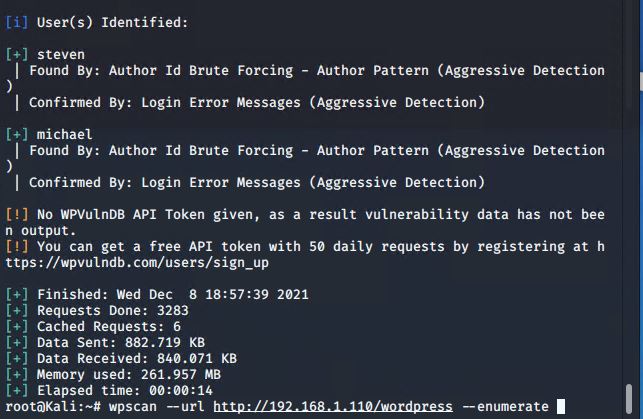 [i] User(s) Identified:
[+] steven
| Found By: Author Id Brute Forcing - Author Pattern (Aggressive Detection
)
| Confirmed By: Login Error Messages (Aggressive Detection)
[+] michael
| Found By: Author Id Brute Forcing - Author Pattern (Aggressive Detection
)
| Confirmed By: Login Error Messages (Aggressive Detection)
[!] No WPVulnDB API Token given, as a result vulnerability data has not bee
n output.
[!] You can get a free API token with 50 daily requests by registering at h
ttps://wpvulndb.com/users/sign_up
[+] Finished: Wed Dec  8 18:57:39 2021
[+] Requests Done: 3283
[+] Cached Requests: 6
[+] Data Sent: 882.719 KB
[+] Data Received: 840.071 KB
[+] Memory used: 261.957 MB
[+] Elapsed time: 00:00:14
root@Kali:~# wpscan --url http://192.168.1.110/wordpress --enumerate